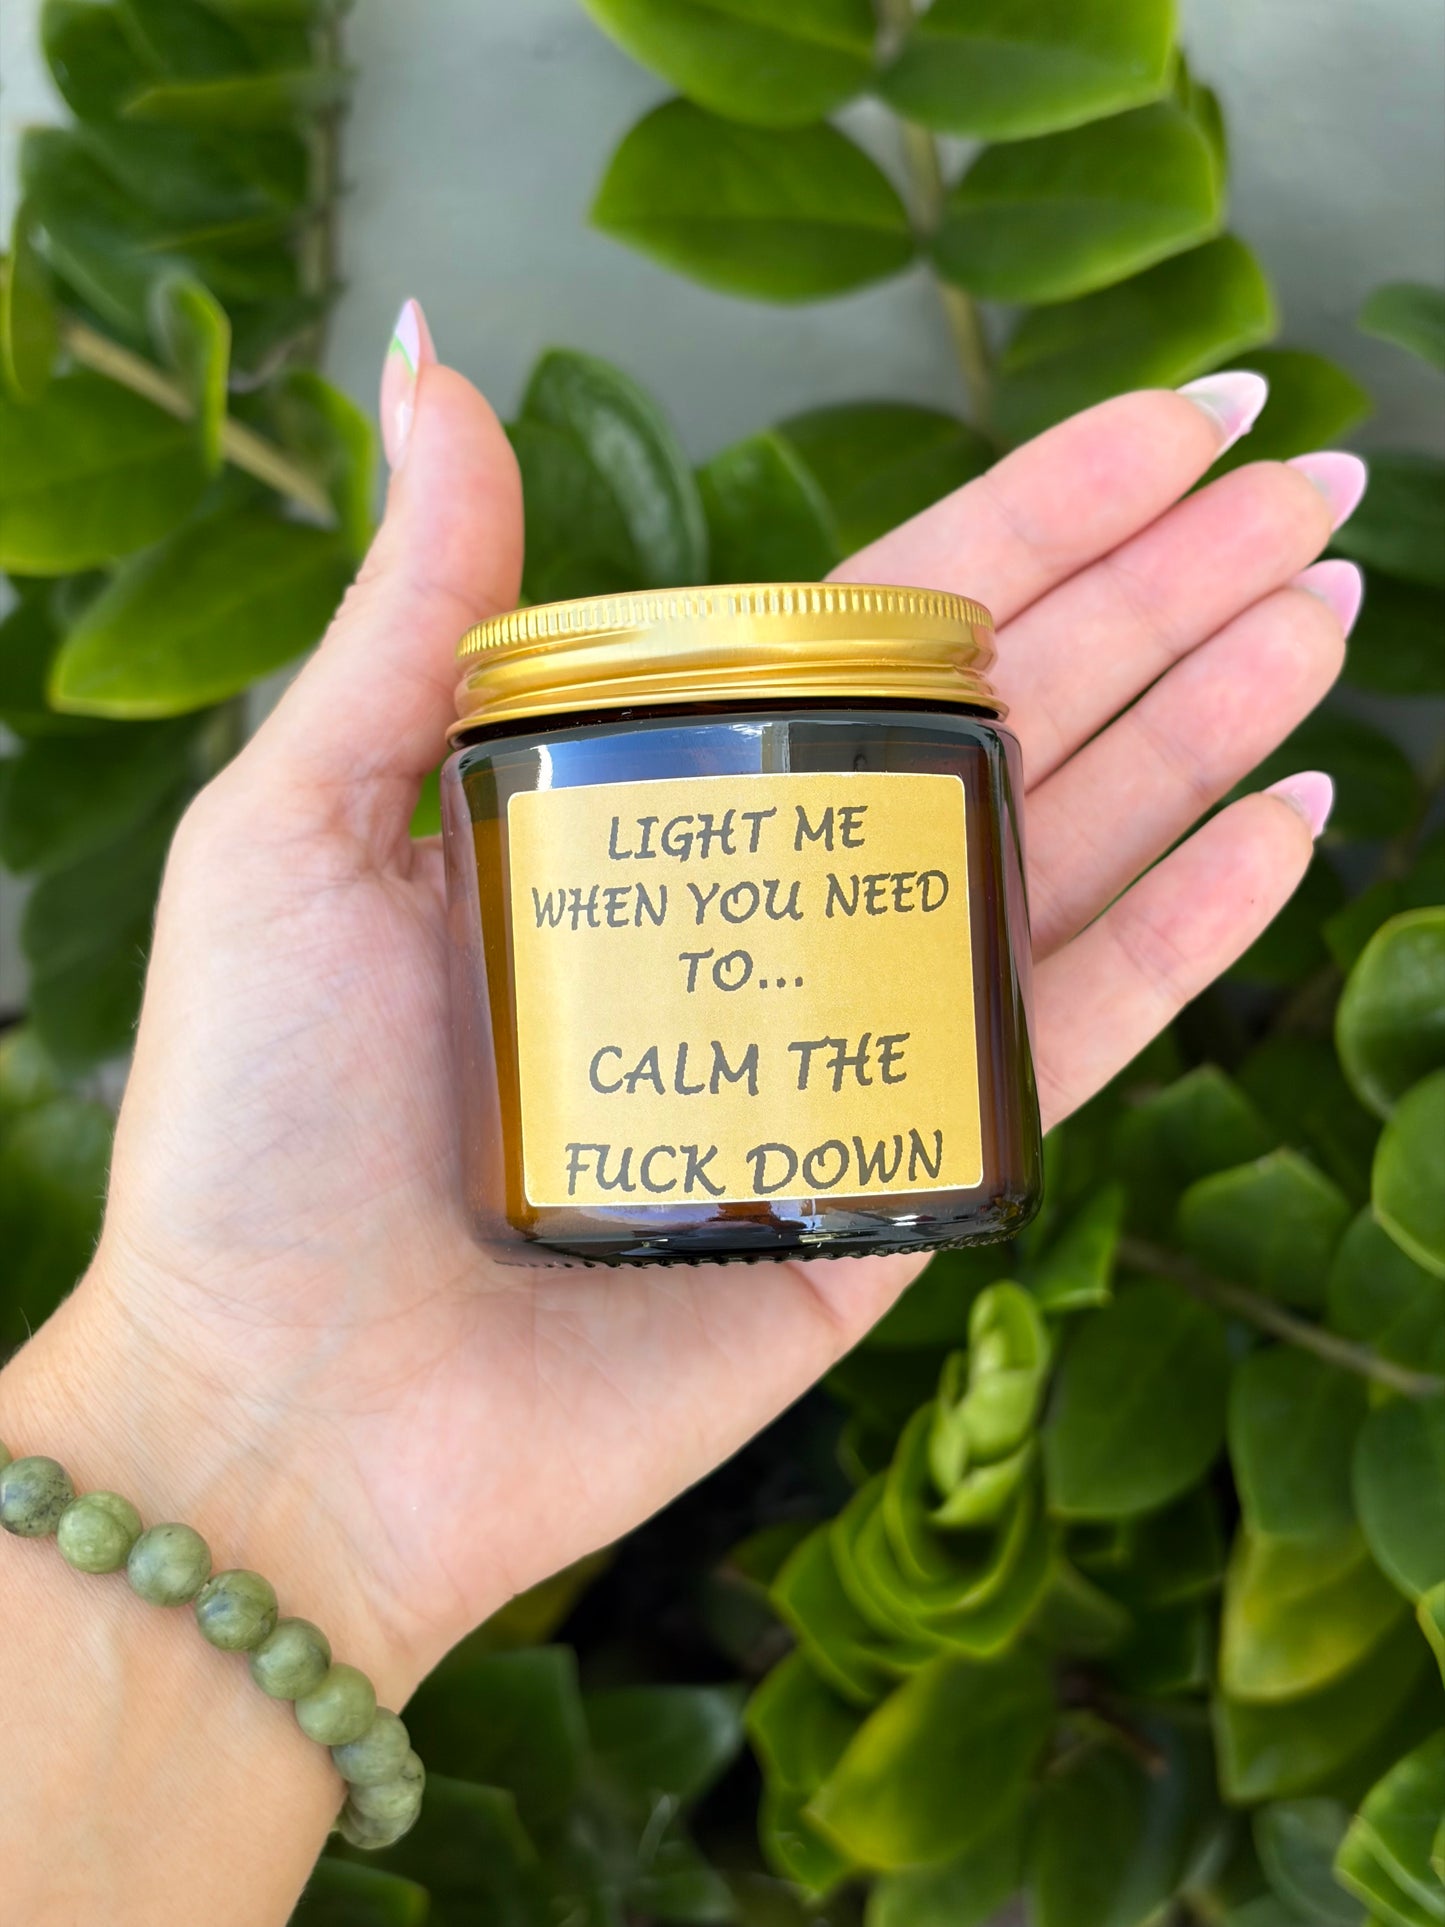 LIGHT ME
WHEN YOU NEED
TO...
CALM THE
FUCK DOWN